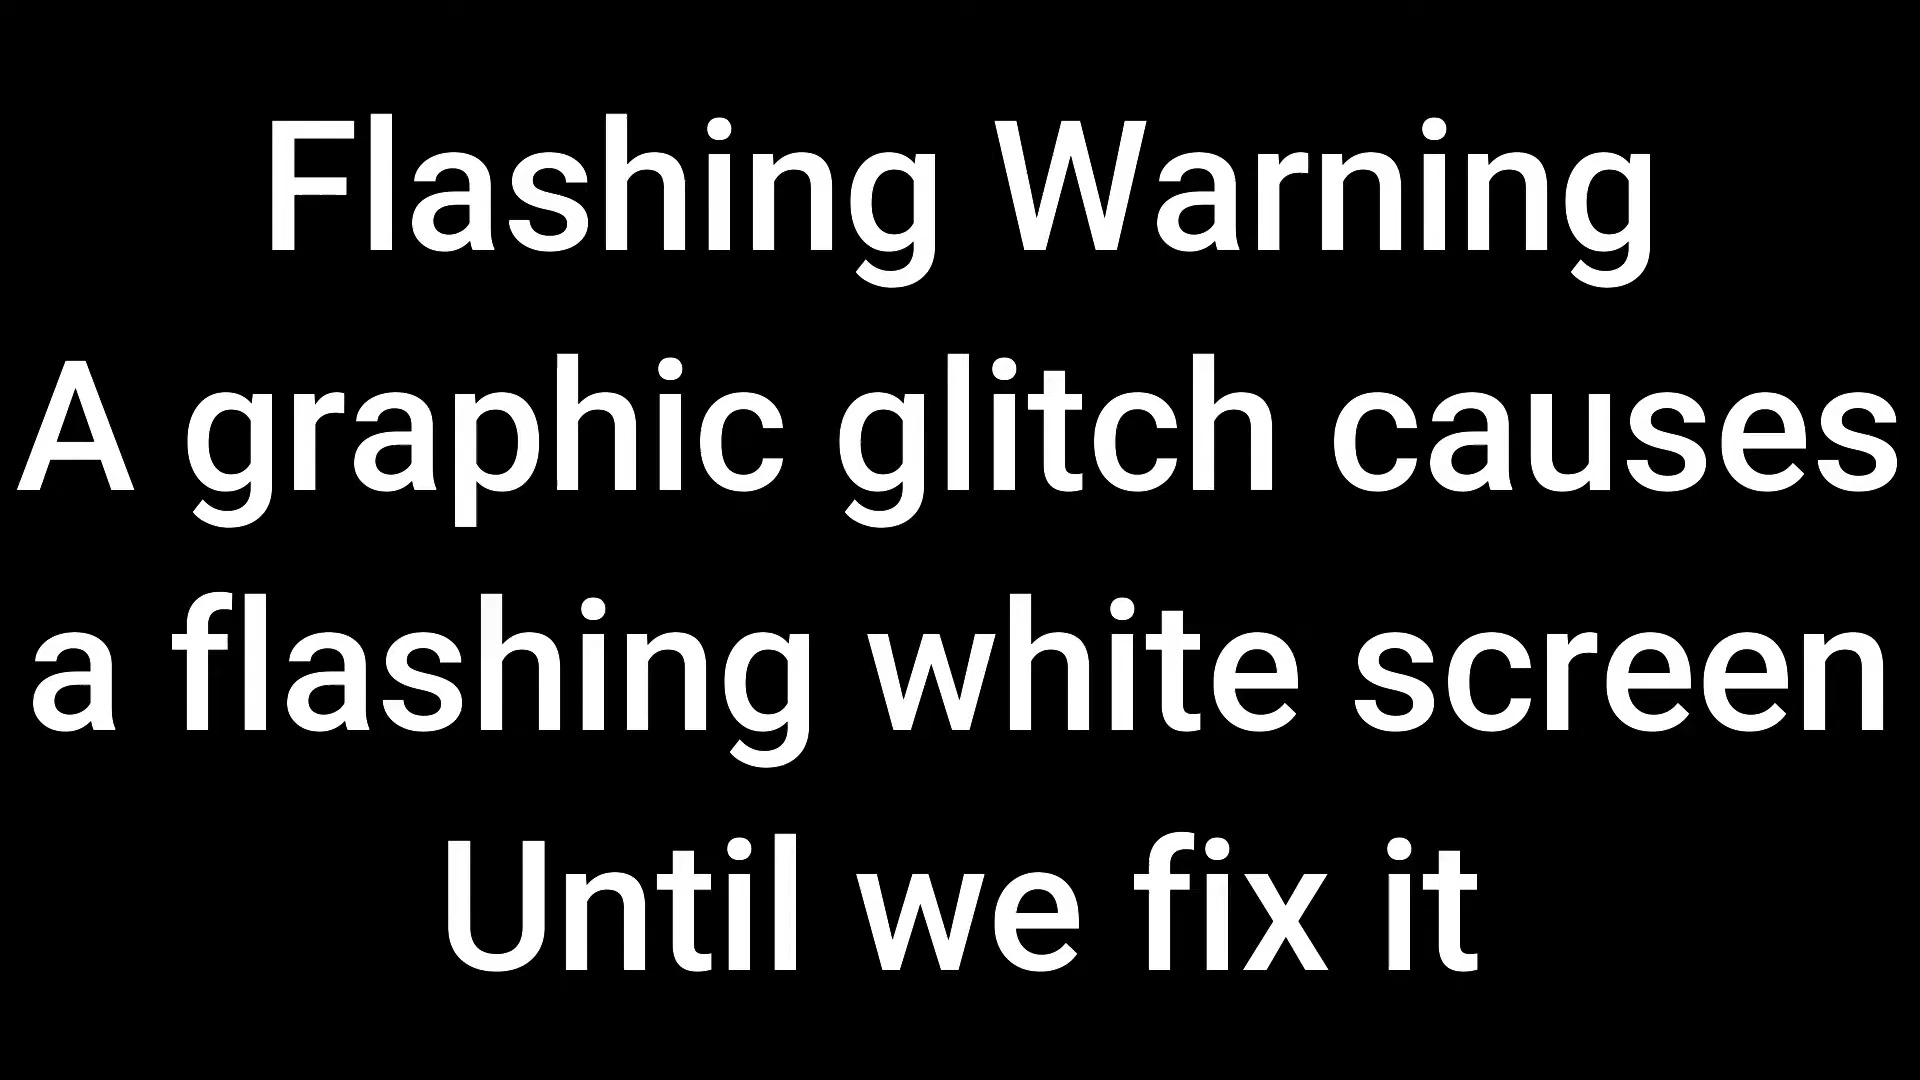 Flashing Warning
A graphic glitch causes
a flashing white screen
Until we fix it